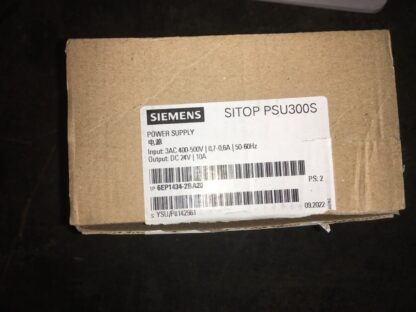 SIEMENS
SITOP PSU300S
POWER SUPPLY
电源
Input: 3AC 400-500V | 0,7-0,6A | 50-60Hz
Output: DC 24V | 10A
1P 6EP1434-2BA20
PS: 2
S
09.2022